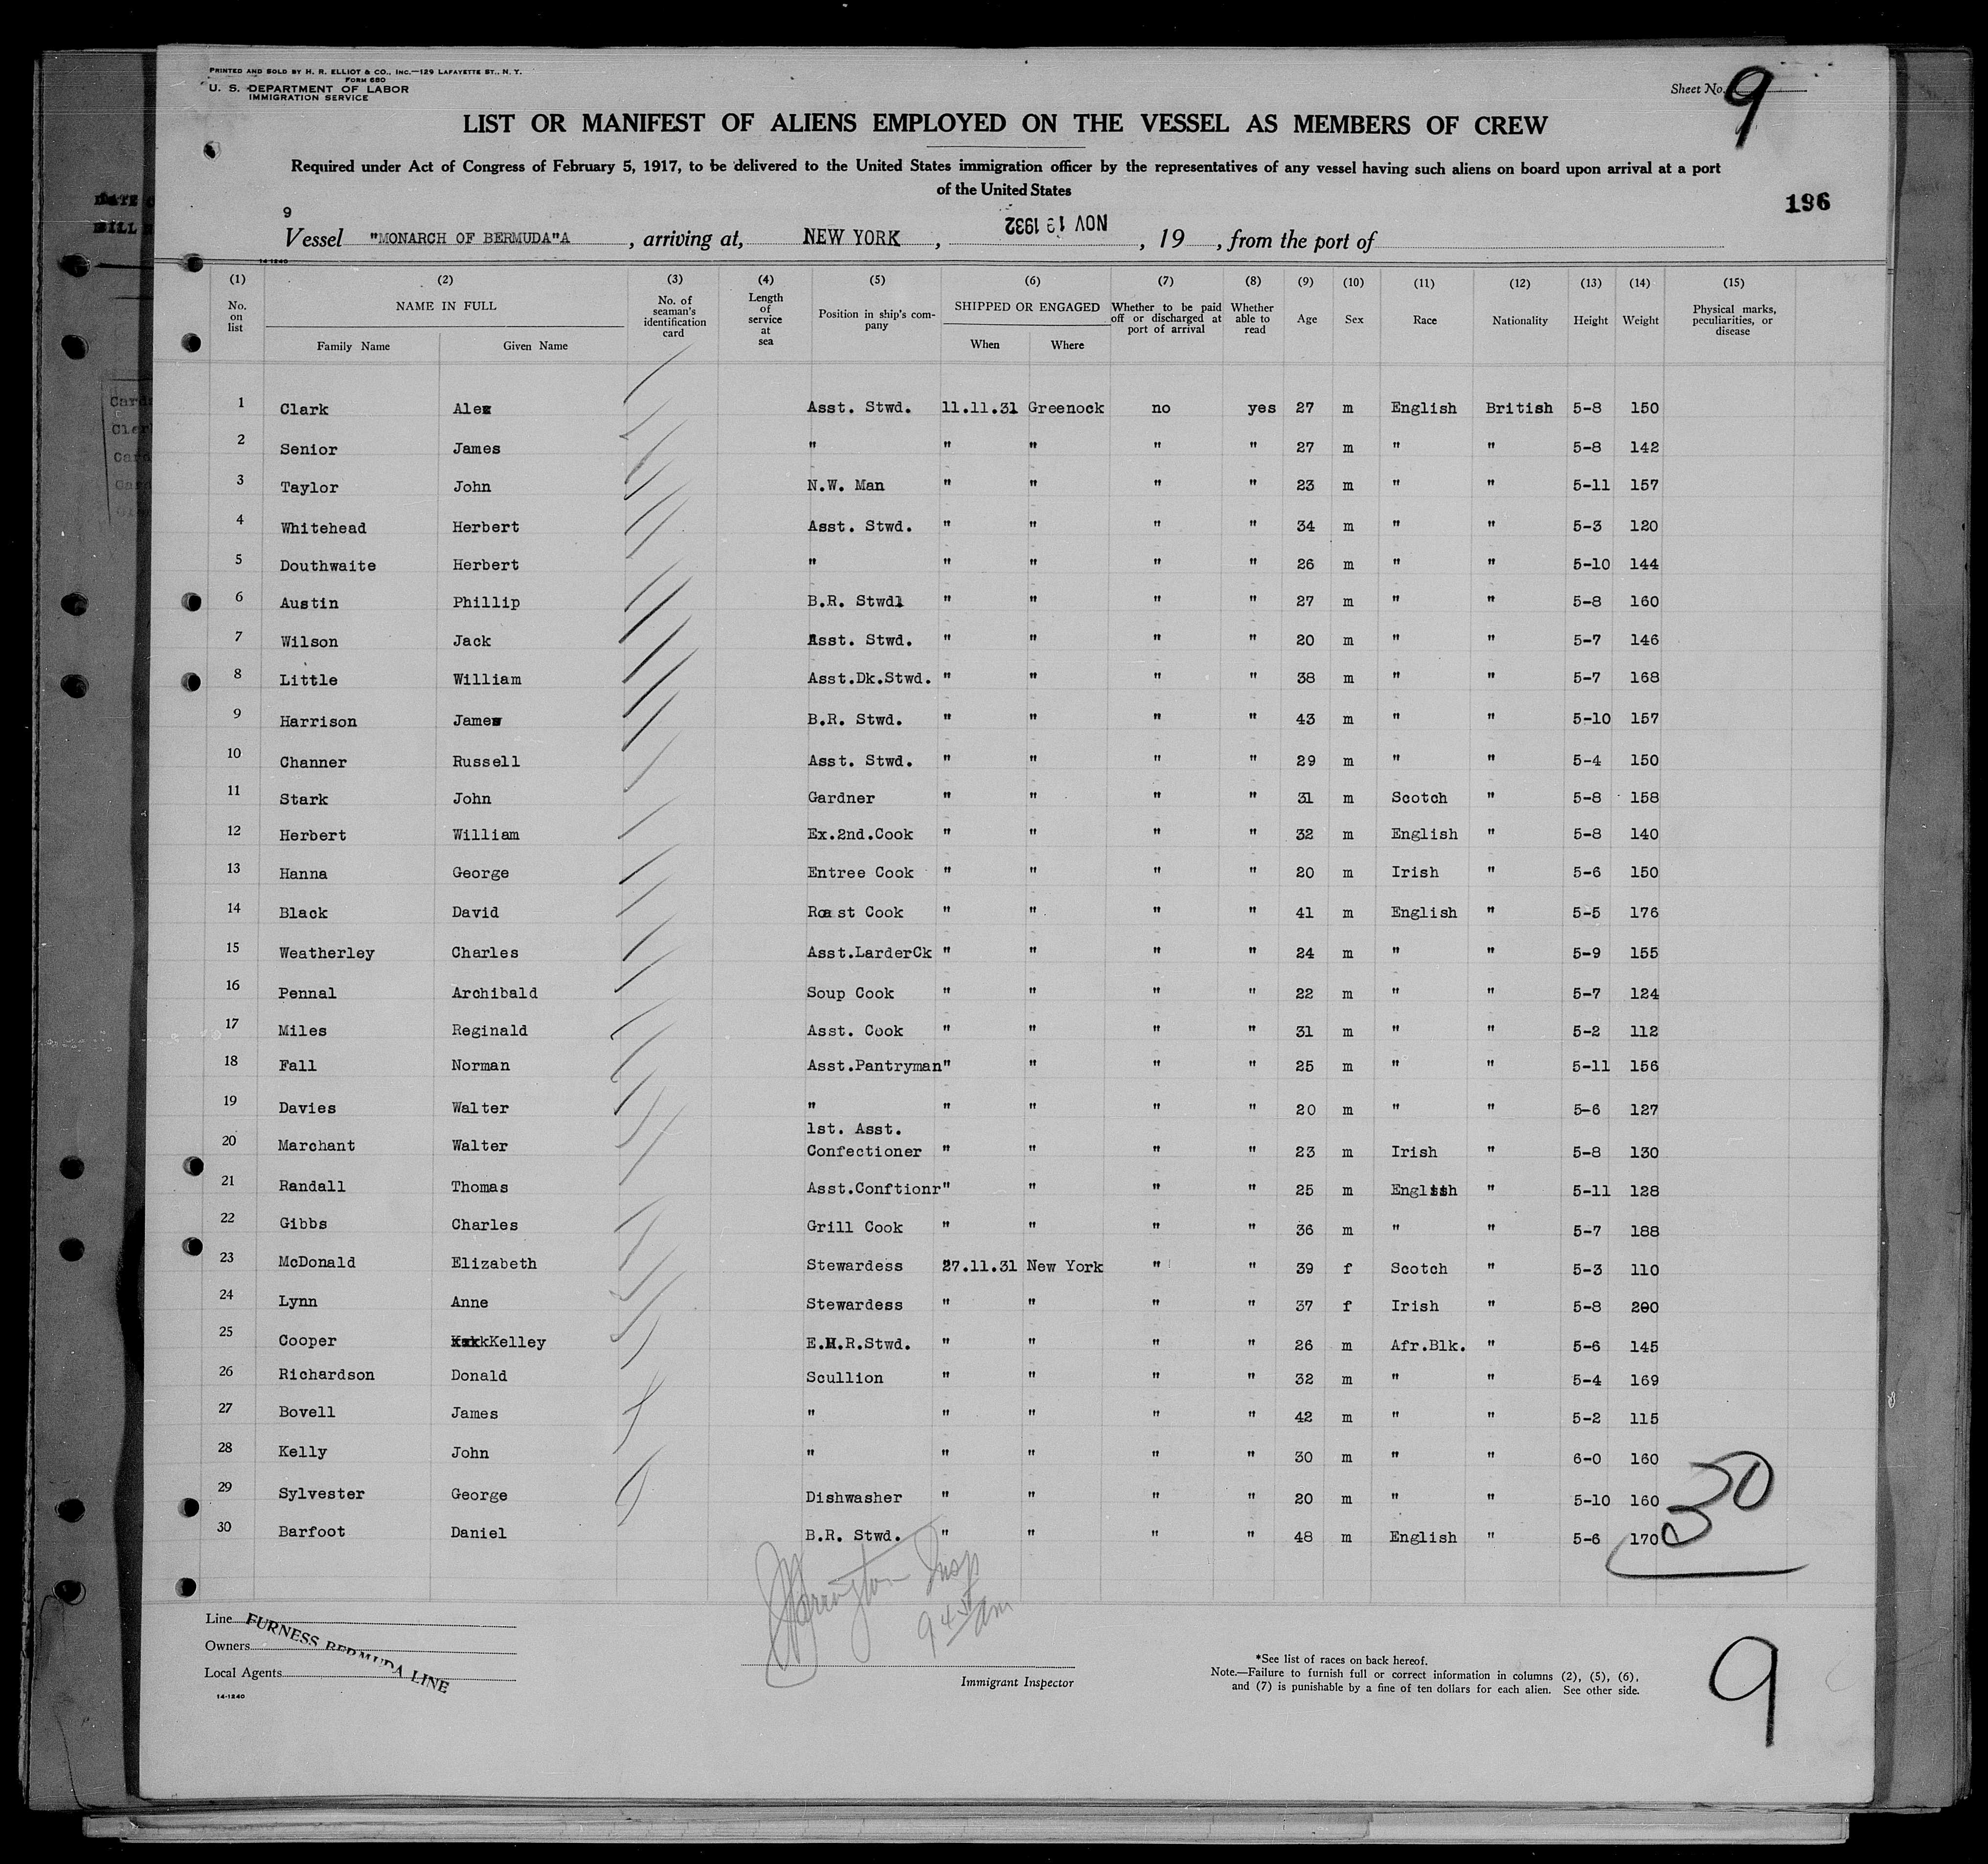 PRINTED AND SOLD BY H. R. ELLIOT & CO., INC.—129 LAFAYETTE ST., N. Y.
FORM 680
U. S. DEPARTMENT OF LABOR
IMMIGRATION SERVICE
Sheet No. 9
LIST OR MANIFEST OF ALIENS EMPLOYED ON THE VESSEL AS MEMBERS OF CREW
Required under Act of Congress of February 5, 1917, to be delivered to the United States immigration officer by the representatives of any vessel having such aliens on board upon arrival at a port
of the United States
196
9
Vessel "MONARCH OF BERMUDA"A, arriving at, NEW YORK, NOV 13 1932, 19, from the port of
14-1240
(1) (2) (3) (4) (5) (6) (7) (8) (9) (10) (11) (12) (13) (14) (15)
No. on list NAME IN FULL Family Name Given Name No. of seaman's identification card Length of service at sea Position in ship's company SHIPPED OR ENGAGED When Where Whether to be paid off or discharged at port of arrival Whether able to read Age Sex Race Nationality Height Weight Physical marks, peculiarities, or disease
1 Clark Alex Asst. Stwd. 11.11.31 Greenock no yes 27 m English British 5-8 150
2 Senior James " " " " " 27 m " " 5-8 142
3 Taylor John N.W. Man " " " " 23 m " " 5-11 157
4 Whitehead Herbert Asst. Stwd. " " " " 34 m " " 5-3 120
5 Douthwaite Herbert " " " " " 26 m " " 5-10 144
6 Austin Phillip B.R. Stwdl " " " " 27 m " " 5-8 160
7 Wilson Jack Asst. Stwd. " " " " 20 m " " 5-7 146
8 Little William Asst.Dk.Stwd. " " " " 38 m " " 5-7 168
9 Harrison James B.R. Stwd. " " " " 43 m " " 5-10 157
10 Channer Russell Asst. Stwd. " " " " 29 m " " 5-4 150
11 Stark John Gardner " " " " 31 m Scotch " 5-8 158
12 Herbert William Ex.2nd.Cook " " " " 32 m English " 5-8 140
13 Hanna George Entree Cook " " " " 20 m Irish " 5-6 150
14 Black David Roast Cook " " " " 41 m English " 5-5 176
15 Weatherley Charles Asst.LarderCk " " " " 24 m " " 5-9 155
16 Pennal Archibald Soup Cook " " " " 22 m " " 5-7 124
17 Miles Reginald Asst. Cook " " " " 31 m " " 5-2 112
18 Fall Norman Asst.Pantryman " " " " 25 m " " 5-11 156
19 Davies Walter " " " " " 20 m " " 5-6 127
20 Marchant Walter 1st. Asst. Confectioner " " " " 23 m Irish " 5-8 130
21 Randall Thomas Asst.Conftionr " " " " 25 m English " 5-11 128
22 Gibbs Charles Grill Cook " " " " 36 m " " 5-7 188
23 McDonald Elizabeth Stewardess 27.11.31 New York " " 39 f Scotch " 5-3 110
24 Lynn Anne Stewardess " " " " 37 f Irish " 5-8 200
25 Cooper Kelley E.H.R.Stwd. " " " " 26 m Afr.Blk. " 5-6 145
26 Richardson Donald Scullion " " " " 32 m " " 5-4 169
27 Bovell James " " " " " 42 m " " 5-2 115
28 Kelly John " " " " " 30 m " " 6-0 160
29 Sylvester George Dishwasher " " " " 20 m " " 5-10 160
30 Barfoot Daniel B.R. Stwd. " " " " 48 m English " 5-6 170
30
Insp
9 45 am
Line
Owners
Local Agents
FURNESS BERMUDA LINE
14-1240
Immigrant Inspector
*See list of races on back hereof.
Note.—Failure to furnish full or correct information in columns (2), (5), (6),
and (7) is punishable by a fine of ten dollars for each alien. See other side.
9